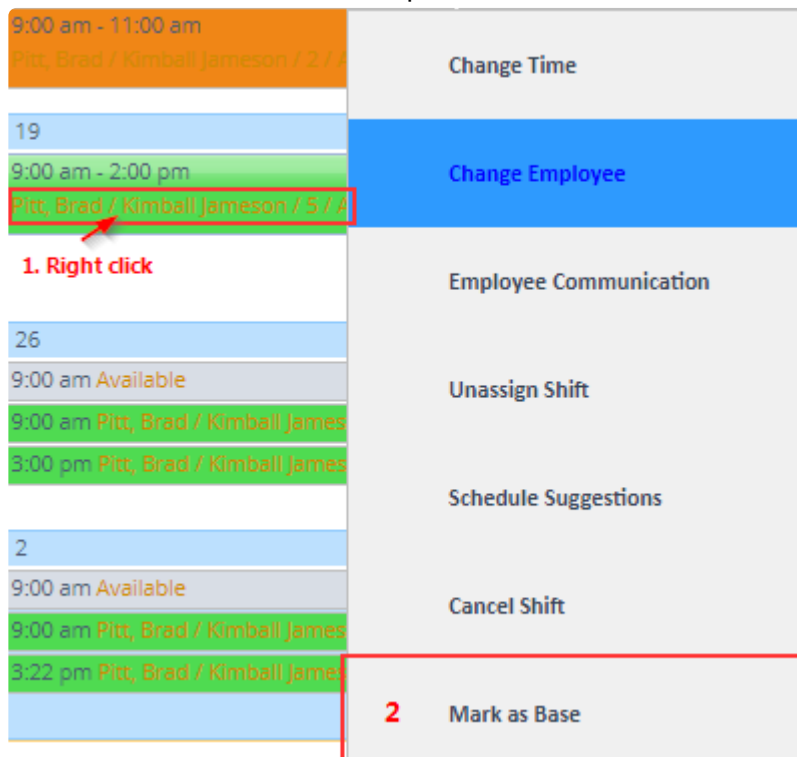 9:00 am - 11:00 am
Pitt, Brad / Kimball Jameson / 2 / A
19
9:00 am - 2:00 pm
Pitt, Brad / Kimball Jameson / 5 / A
1. Right click
26
9:00 am Available
9:00 am Pitt, Brad / Kimball James
3:00 pm Pitt, Brad / Kimball James
2
9:00 am Available
9:00 am Pitt, Brad / Kimball James
3:22 pm Pitt, Brad / Kimball James
Change Time
Change Employee
Employee Communication
Unassign Shift
Schedule Suggestions
Cancel Shift
2 Mark as Base